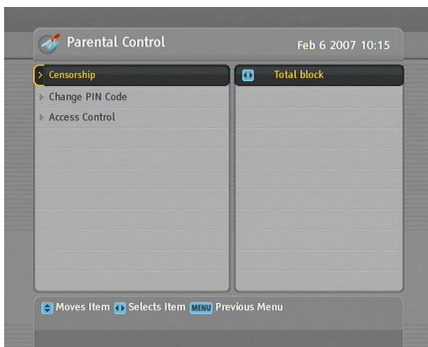 Parental Control
Feb 6 2007 10:15
Censorship
Total block
Change PIN Code
Access Control
Moves Item Selects Item MENU Previous Menu